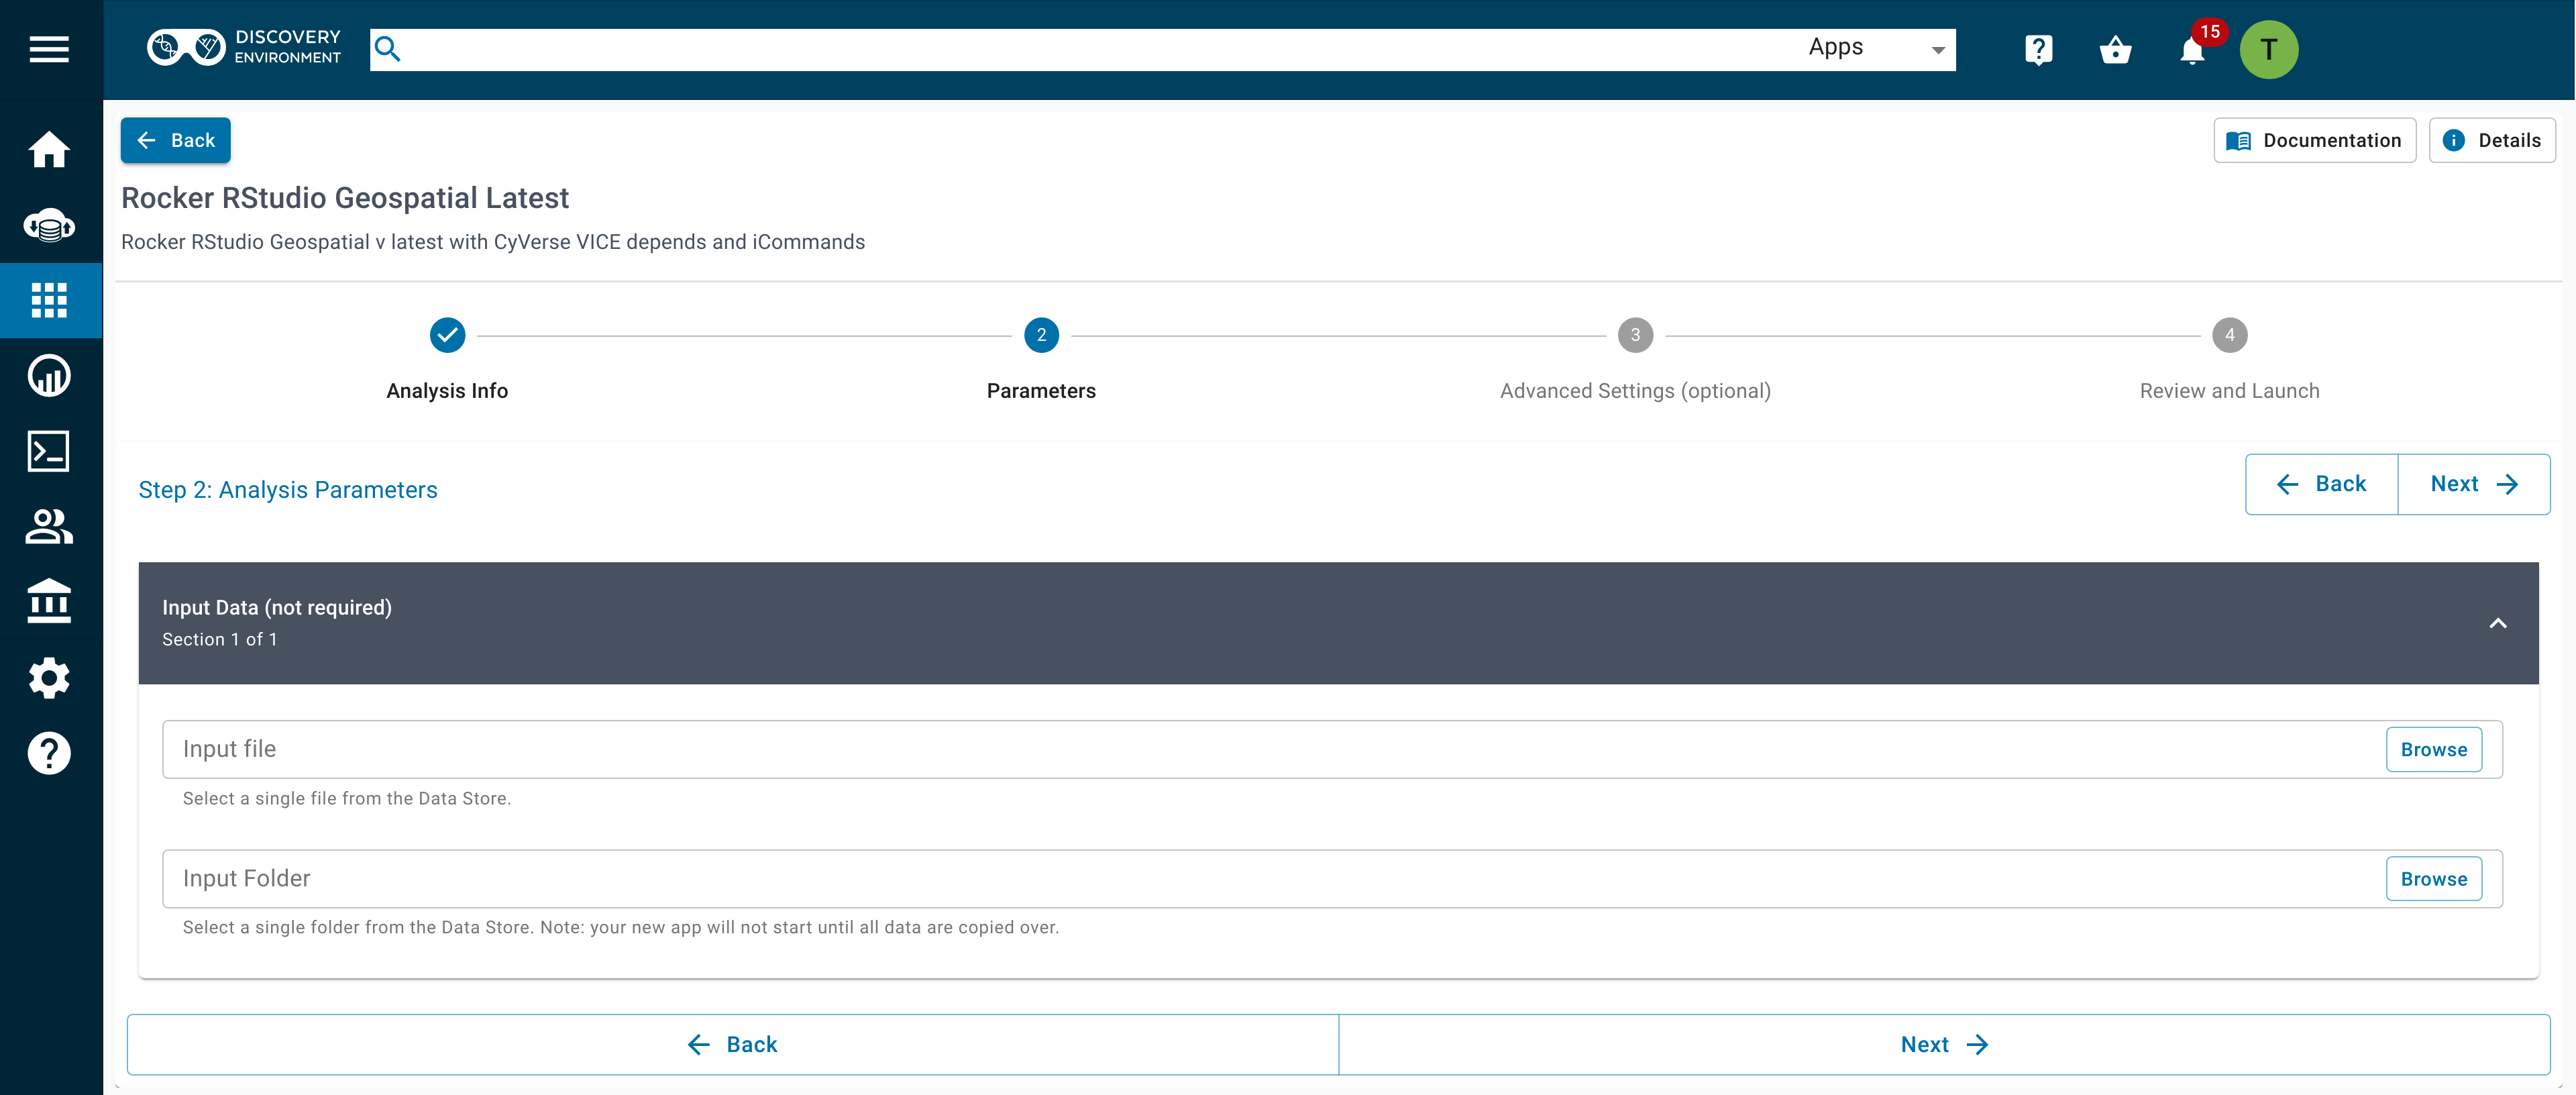 DISCOVERY
ENVIRONMENT
Apps
15
T
Back
Documentation
Details
Rocker RStudio Geospatial Latest
Rocker RStudio Geospatial v latest with CyVerse VICE depends and iCommands
2
3
4
Analysis Info
Parameters
Advanced Settings (optional)
Review and Launch
Step 2: Analysis Parameters
Back
Next
Input Data (not required)
Section 1 of 1
Input file
Browse
Select a single file from the Data Store.
Input Folder
Browse
Select a single folder from the Data Store. Note: your new app will not start until all data are copied over.
Back
Next